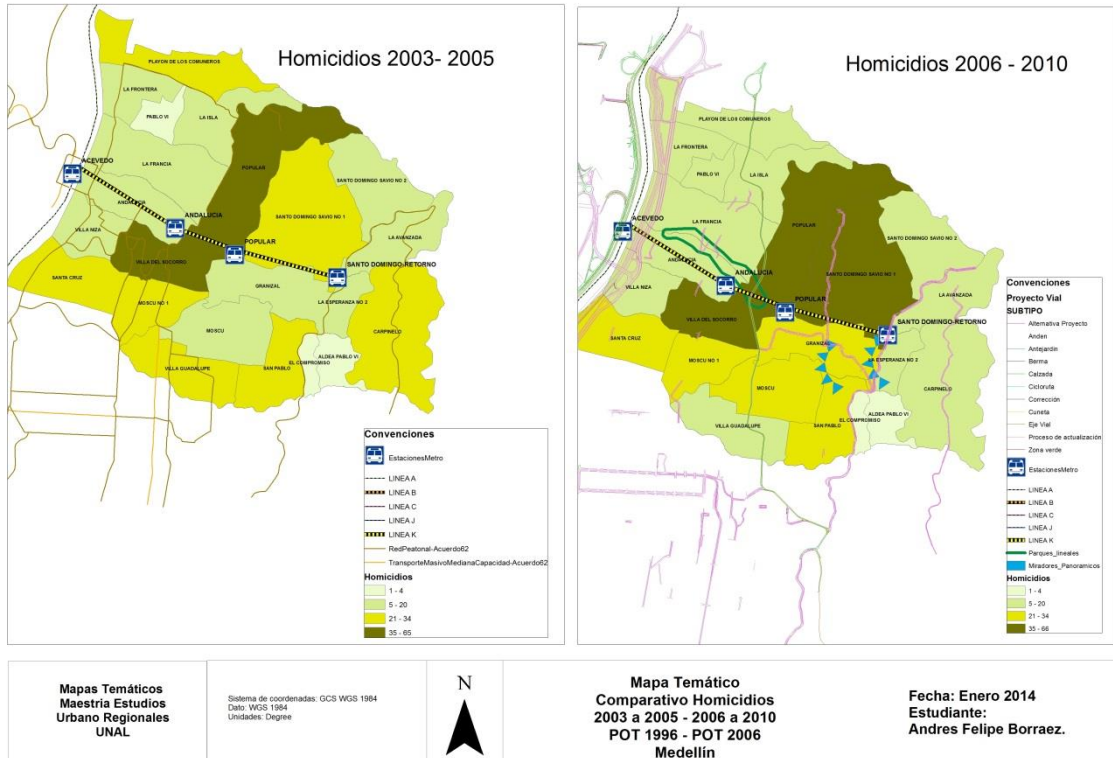 Homicidios 2003- 2005
PLAYON DE LOS COMUNEROS
LA FRONTERA
PABLO VI
LA ISLA
ACEVEDO
LA FRANCIA
POPULAR
SANTO DOMINGO SAVIO NO 2
ANDALUCIA
ANDALUCIA
SANTO DOMINGO SAVIO NO 1
VILLA NIZA
POPULAR
LA AVANZADA
VILLA DEL SOCORRO
SANTO DOMINGO-RETORNO
SANTA CRUZ
GRANIZAL
MOSCU NO 1
LA ESPERANZA NO 2
MOSCU
CARPINELO
ALDEA PABLO VI
EL COMPROMISO
VILLA GUADALUPE
SAN PABLO
Convenciones
EstacionesMetro
LINEA A
LINEA B
LINEA C
LINEA J
LINEA K
RedPeatonal-Acuerdo62
TransporteMasivoMedianaCapacidad-Acuerdo62
Homicidios
1 - 4
5 - 20
21 - 34
35 - 65
Homicidios 2006 - 2010
PLAYON DE LOS COMUNEROS
LA FRONTERA
PABLO VI
LA ISLA
ACEVEDO
LA FRANCIA
POPULAR
SANTO DOMINGO SAVIO NO 2
ANDALUCIA
ANDALUCIA
SANTO DOMINGO SAVIO NO 1
VILLA NIZA
LA AVANZADA
POPULAR
VILLA DEL SOCORRO
SANTO DOMINGO-RETORNO
SANTA CRUZ
GRANIZAL
MOSCU NO 1
LA ESPERANZA NO 2
MOSCU
CARPINELO
ALDEA PABLO VI
EL COMPROMISO
VILLA GUADALUPE
SAN PABLO
Convenciones
Proyecto Vial
SUBTIPO
Alternativa Proyecto
Anden
Antejardin
Berma
Calzada
Cicloruta
Corrección
Cuneta
Eje Vial
Proceso de actualización
Zona verde
EstacionesMetro
LINEA A
LINEA B
LINEA C
LINEA J
LINEA K
Parques_lineales
Miradores_Panoramicos
Homicidios
1 - 4
5 - 20
21 - 34
35 - 66
Mapas Temáticos
Maestria Estudios
Urbano Regionales
UNAL
Sistema de coordenadas: GCS WGS 1984
Dato: WGS 1984
Unidades: Degree
N
Mapa Temático
Comparativo Homicidios
2003 a 2005 - 2006 a 2010
POT 1996 - POT 2006
Medellín
Fecha: Enero 2014
Estudiante:
Andres Felipe Borraez.